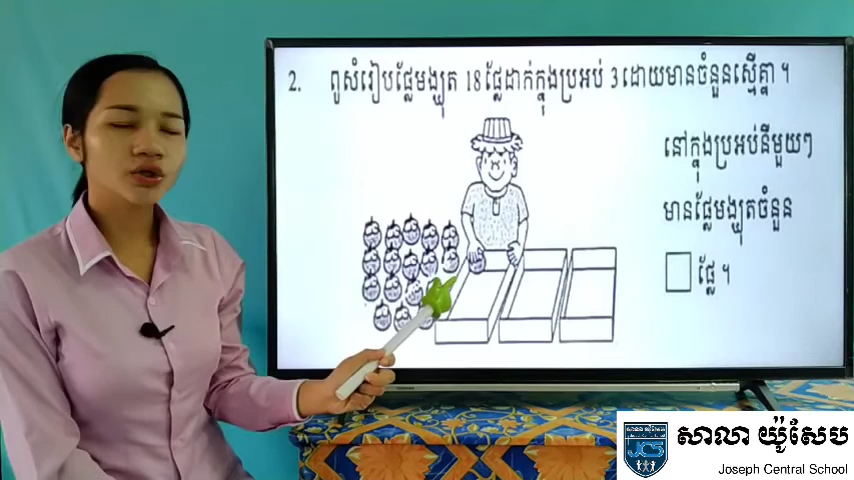 2. ពូសំរៀបផ្លែមង្ឃុត 18 ផ្លែដាក់ក្នុងប្រអប់ 3 ដោយមានចំនួនស្មើគ្នា ។
នៅក្នុងប្រអប់នីមួយៗ
មានផ្លែមង្ឃុតចំនួន
ផ្លែ ។
សាលា យ៉ូសែប
JCS
Joseph Central School